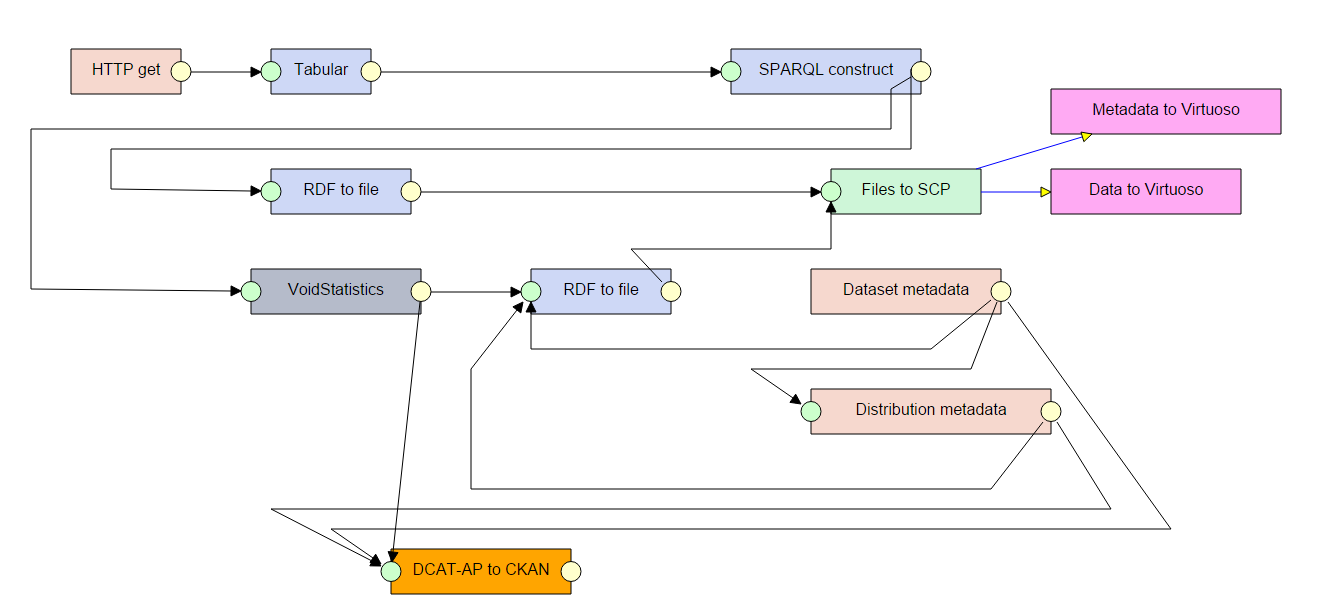 HTTP get
Tabular
SPARQL construct
Metadata to Virtuoso
RDF to file
Files to SCP
Data to Virtuoso
VoidStatistics
RDF to file
Dataset metadata
Distribution metadata
DCAT-AP to CKAN